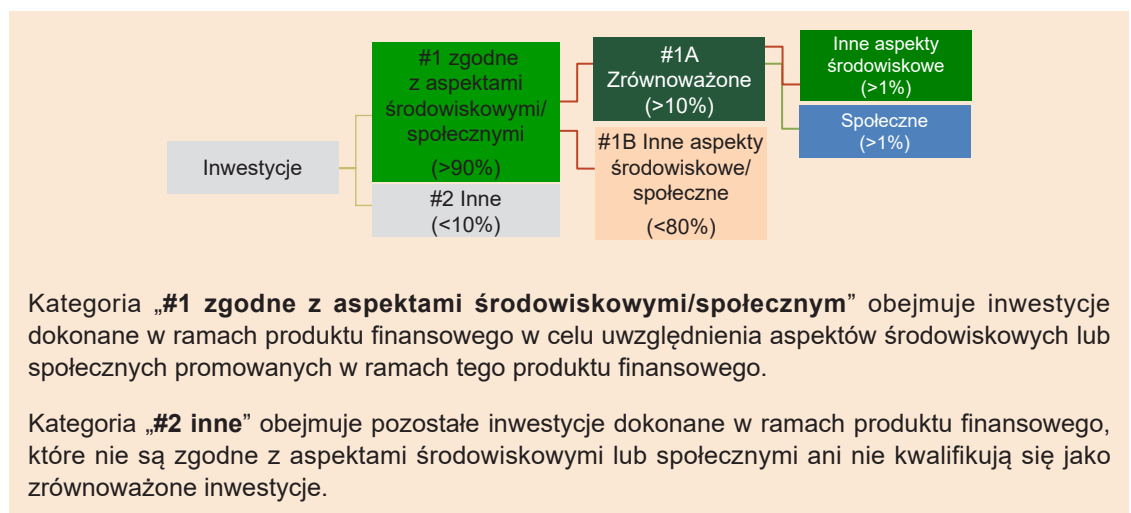 Inwestycje
#1 zgodne
z aspektami
środowiskowymi/
społecznymi
(>90%)
#2 Inne
(<10%)
#1A
Zrównoważone
(>10%)
#1B Inne aspekty
środowiskowe/
społeczne
(<80%)
Inne aspekty
środowiskowe
(>1%)
Społeczne
(>1%)
Kategoria „#1 zgodne z aspektami środowiskowymi/społecznym” obejmuje inwestycje
dokonane w ramach produktu finansowego w celu uwzględnienia aspektów środowiskowych lub
społecznych promowanych w ramach tego produktu finansowego.
Kategoria „#2 inne” obejmuje pozostałe inwestycje dokonane w ramach produktu finansowego,
które nie są zgodne z aspektami środowiskowymi lub społecznymi ani nie kwalifikują się jako
zrównoważone inwestycje.